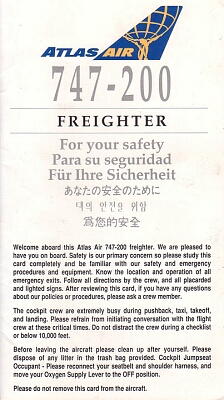 ATLAS AIR
747-200
FREIGHTER
For your safety
Para su seguridad
Für Ihre Sicherheit
あなたの安全のために
안전을 위함
為您的安全
Welcome aboard this Atlas Air 747-200 freighter. We are pleased to
have you on board. Safety is our primary concern so please study this
card completely and be familiar with our safety and emergency
procedures and equipment. Know the location and operation of all
emergency exits. Follow all directions by the crew, and all placarded
and lighted signs. After reviewing this card, if you have any questions
about our policies or procedures, please ask a crew member.
The cockpit crew are extremely busy during pushback, taxi, takeoff,
and landing. Please refrain from initiating conversation with the flight
crew at these critical times. Do not distract the crew during a checklist
or below 10,000 feet.
Before leaving the aircraft please clean up after yourself. Please
dispose of any litter in the trash bag provided. Cockpit Jumpseat
Occupant - Please reconnect your seatbelt and shoulder harness, and
move your Oxygen Supply Lever to the OFF position.
Please do not remove this card from the aircraft.